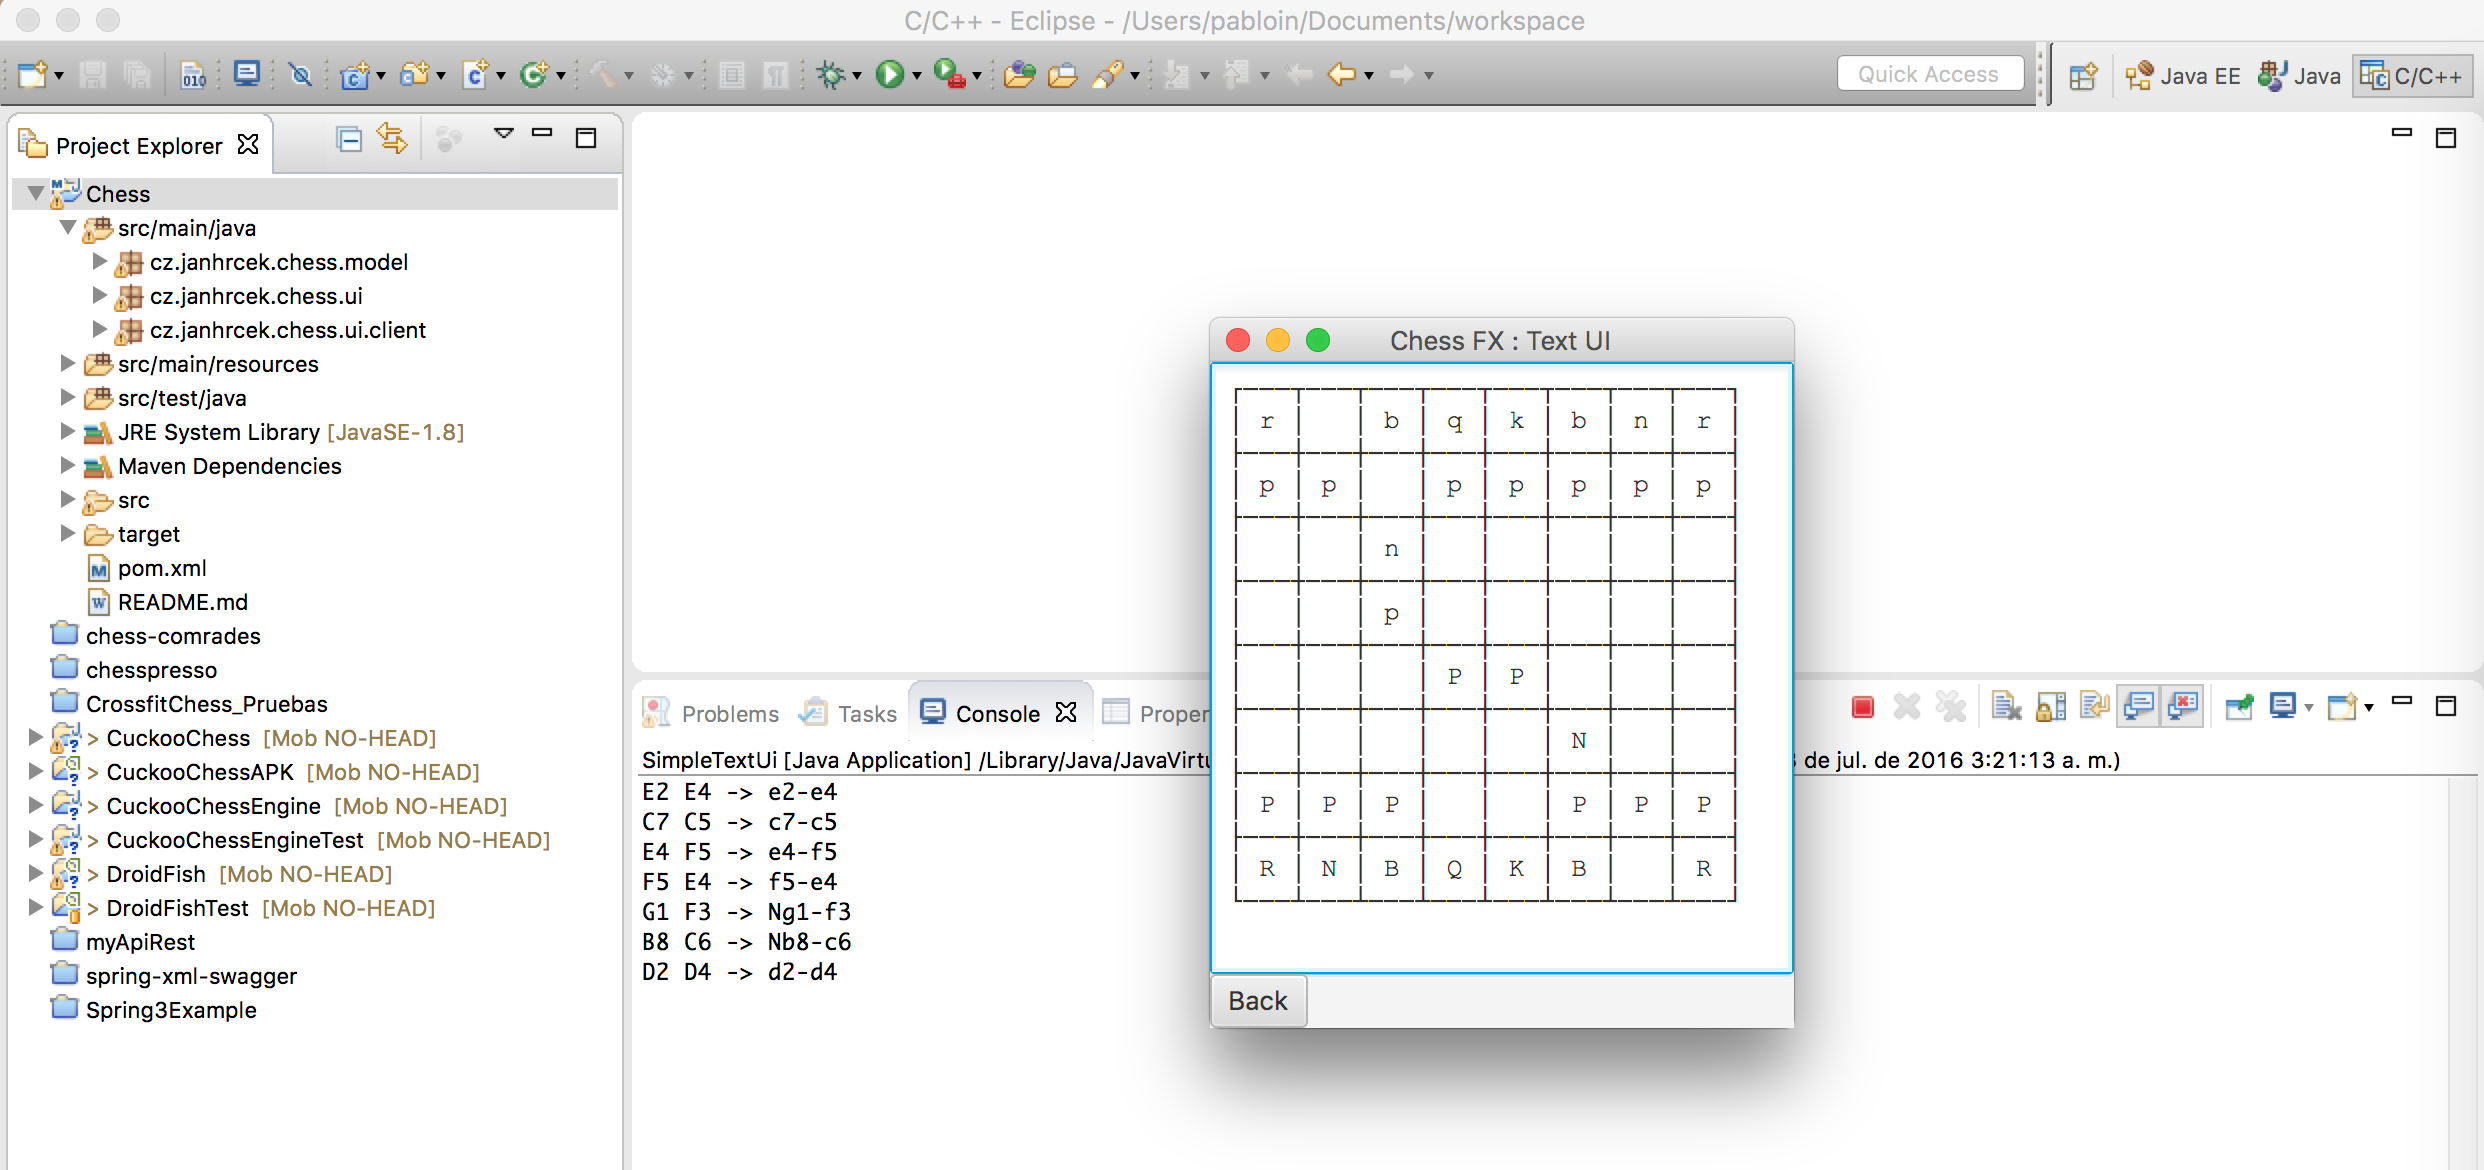 C/C++ - Eclipse - /Users/pabloin/Documents/workspace
Quick Access
Java EE
Java
C/C++
Project Explorer
Chess
src/main/java
cz.janhrcek.chess.model
cz.janhrcek.chess.ui
cz.janhrcek.chess.ui.client
src/main/resources
src/test/java
JRE System Library [JavaSE-1.8]
Maven Dependencies
src
target
pom.xml
README.md
chess-comrades
chesspresso
CrossfitChess_Pruebas
> CuckooChess [Mob NO-HEAD]
> CuckooChessAPK [Mob NO-HEAD]
> CuckooChessEngine [Mob NO-HEAD]
> CuckooChessEngineTest [Mob NO-HEAD]
> DroidFish [Mob NO-HEAD]
> DroidFishTest [Mob NO-HEAD]
myApiRest
spring-xml-swagger
Spring3Example
Chess FX : Text UI
r b q k b n r
p p p p p p p
n
p
P P
N
P P P P P P
R N B Q K B R
Back
Problems
Tasks
Console
SimpleTextUi [Java Application] /Library/Java/JavaVirtu
de jul. de 2016 3:21:13 a. m.)
E2 E4 -> e2-e4
C7 C5 -> c7-c5
E4 F5 -> e4-f5
F5 E4 -> f5-e4
G1 F3 -> Ng1-f3
B8 C6 -> Nb8-c6
D2 D4 -> d2-d4